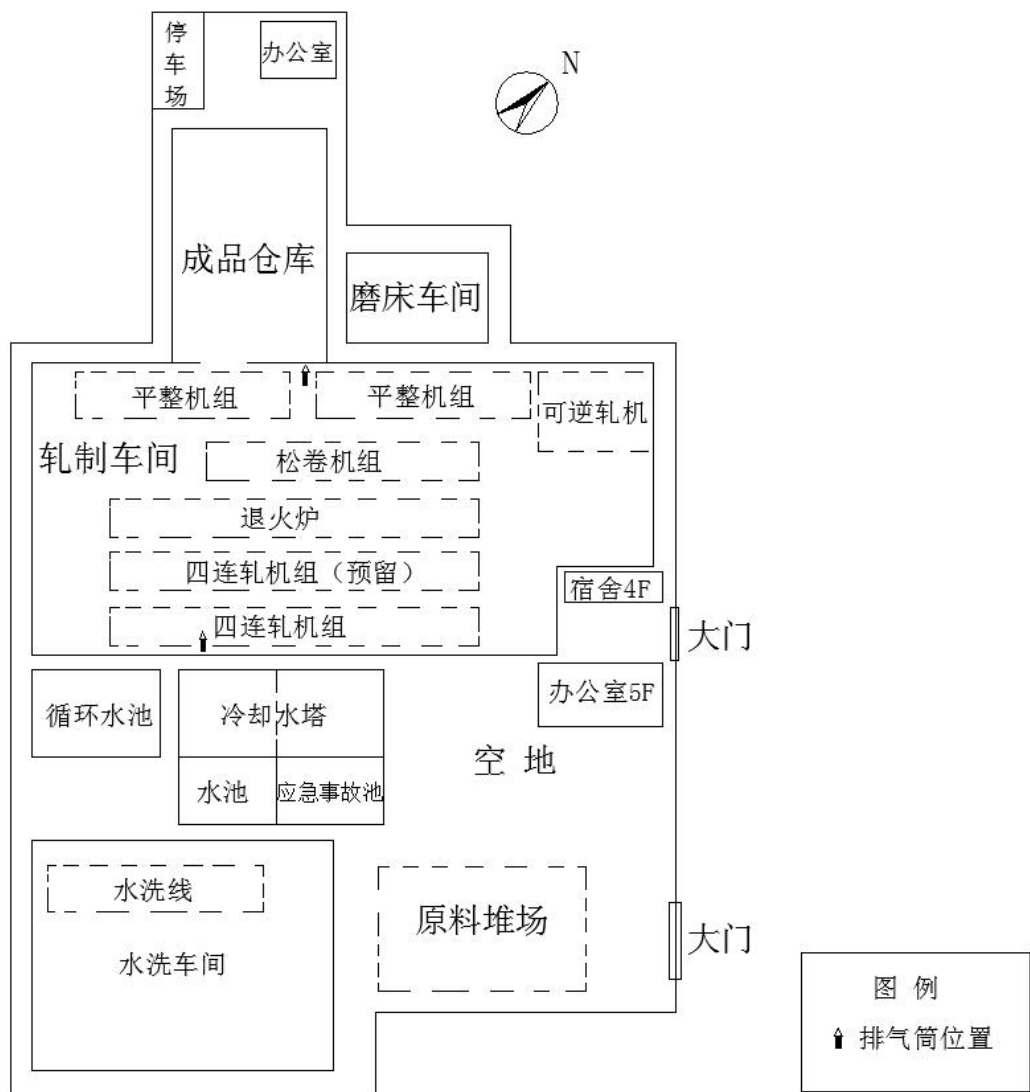 停车场
办公室
N
成品仓库
磨床车间
平整机组
平整机组
可逆轧机
轧制车间
松卷机组
退火炉
四连轧机组（预留）
宿舍4F
四连轧机组
大门
办公室5F
循环水池
冷却水塔
空 地
水池
应急事故池
水洗线
原料堆场
大门
水洗车间
图 例
排气筒位置